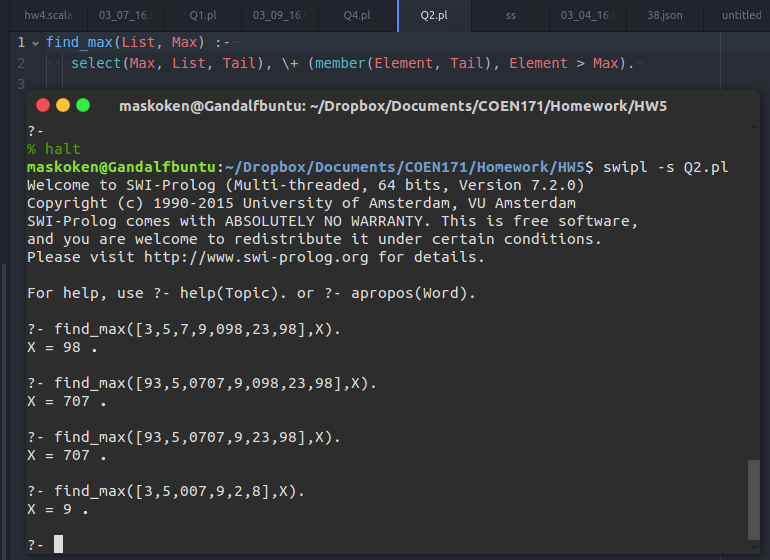 hw4.scala 03_07_16. Q1.pl 03_09_16. Q4.pl Q2.pl ss 03_04_16. 38.json untitled
1 find_max(List, Max) :-
2 select(Max, List, Tail), \+ (member(Element, Tail), Element > Max).
3
maskoken@Gandalfbuntu: ~/Dropbox/Documents/COEN171/Homework/HW5
?-
% halt
maskoken@Gandalfbuntu:~/Dropbox/Documents/COEN171/Homework/HW5$ swipl -s Q2.pl
Welcome to SWI-Prolog (Multi-threaded, 64 bits, Version 7.2.0)
Copyright (c) 1990-2015 University of Amsterdam, VU Amsterdam
SWI-Prolog comes with ABSOLUTELY NO WARRANTY. This is free software,
and you are welcome to redistribute it under certain conditions.
Please visit http://www.swi-prolog.org for details.
For help, use ?- help(Topic). or ?- apropos(Word).
?- find_max([3,5,7,9,098,23,98],X).
X = 98 .
?- find_max([93,5,0707,9,098,23,98],X).
X = 707 .
?- find_max([93,5,0707,9,23,98],X).
X = 707 .
?- find_max([3,5,007,9,2,8],X).
X = 9 .
?-